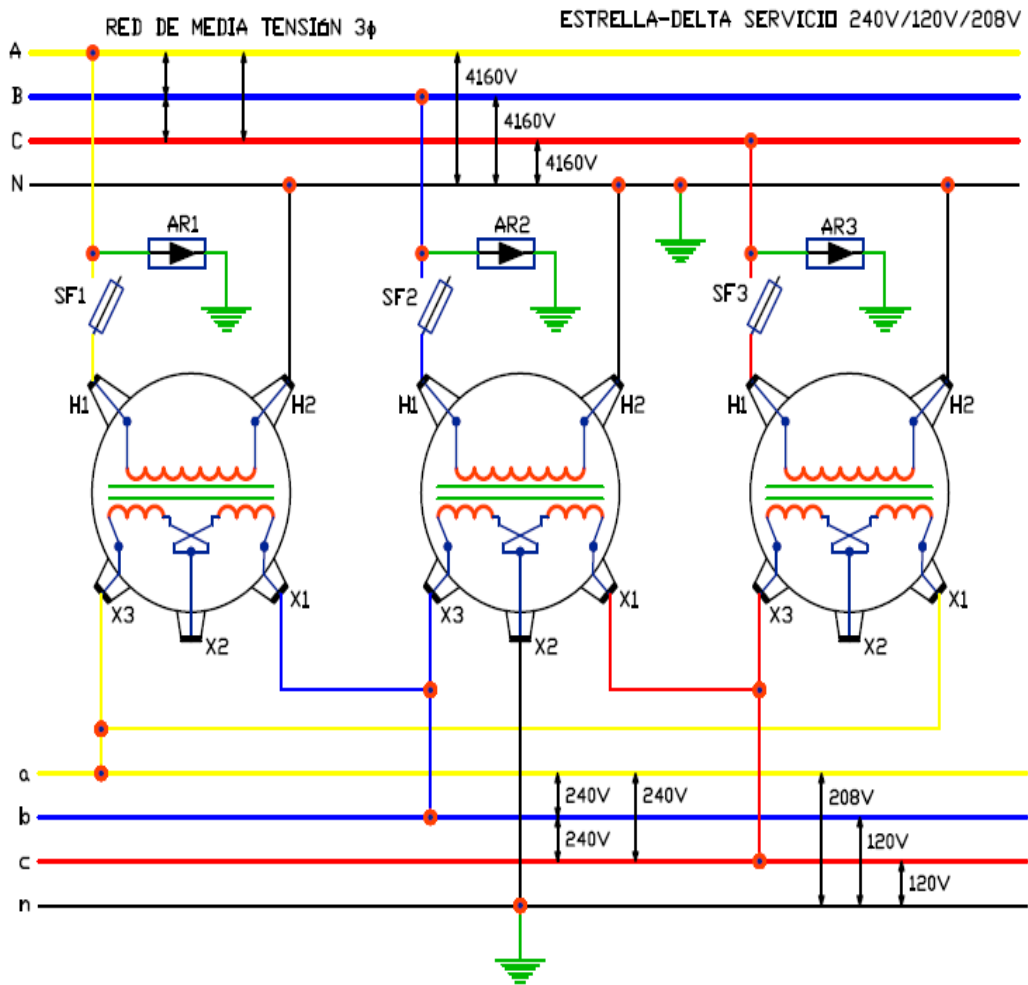 RED DE MEDIA TENSIÓN 3ϕ
ESTRELLA-DELTA SERVICIO 240V/120V/208V
A
4160V
B
4160V
C
4160V
N
AR1
AR2
AR3
SF1
SF2
SF3
H1
H2
H1
H2
H1
H2
X3
X1
X3
X1
X3
X1
X2
X2
X2
a
240V
240V
208V
b
240V
120V
c
120V
n